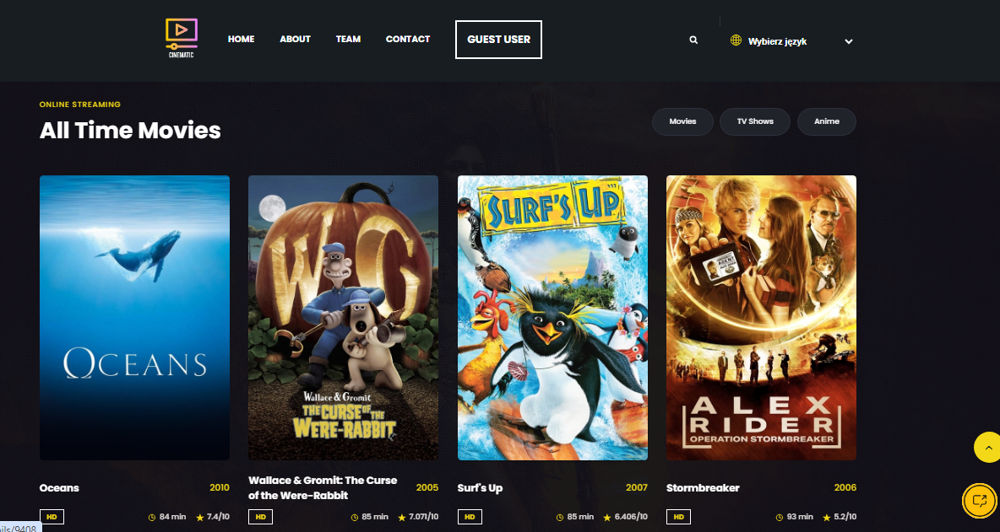 CINEMATIC
HOME
ABOUT
TEAM
CONTACT
GUEST USER
Wybierz język
ONLINE STREAMING
All Time Movies
Movies
TV Shows
Anime
OCEANS
W G
Wallace & Gromit
THE CURSE OF THE
WERE-RABBIT
SURF'S UP
AGENT
ALEX
RIDER
OPERATION STORMBREAKER
Oceans
2010
Wallace & Gromit: The Curse
of the Were-Rabbit
2005
Surf's Up
2007
Stormbreaker
2006
HD
84 min
7.4/10
HD
85 min
7.071/10
HD
85 min
6.406/10
HD
93 min
5.2/10
ils/9408